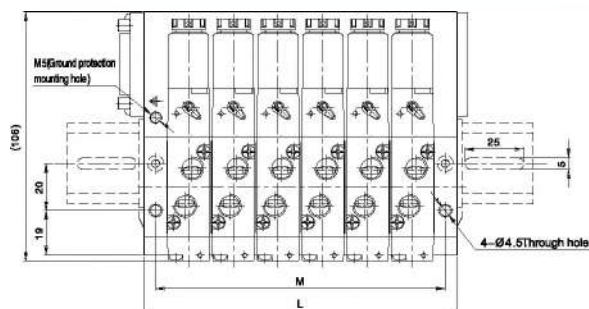 M5(Ground protection
mounting hole)
(106)
25
5
20
19
4-Ø4.5Through hole
M
L